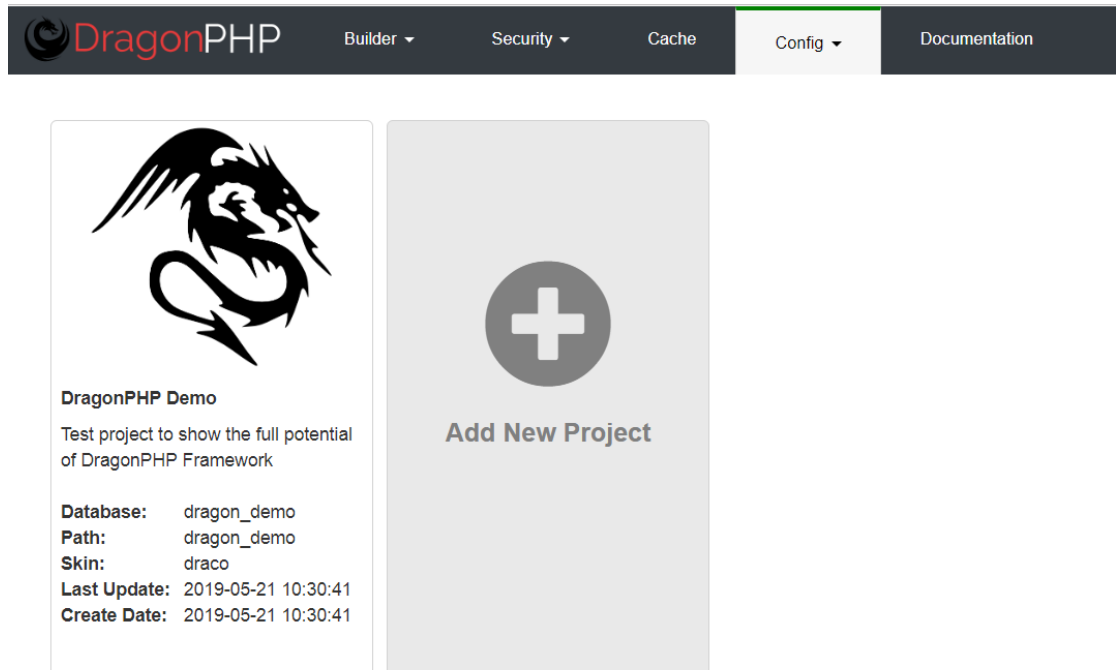 DragonPHP Builder Security Cache Config Documentation
DragonPHP Demo
Test project to show the full potential
of DragonPHP Framework
Database: dragon_demo
Path: dragon_demo
Skin: draco
Last Update: 2019-05-21 10:30:41
Create Date: 2019-05-21 10:30:41
Add New Project